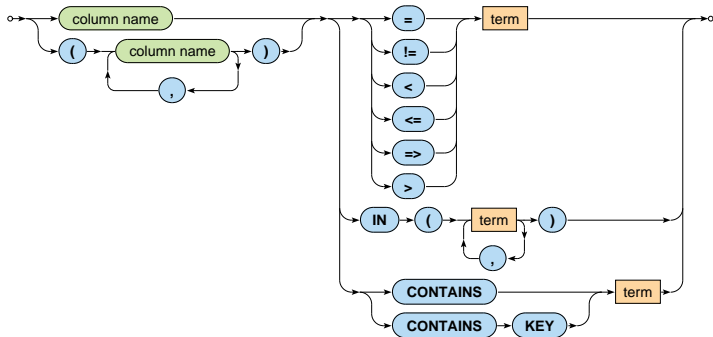 column name
=
term
( column name )
!=
,
<
<=
=>
>
IN ( term )
,
CONTAINS
term
CONTAINS KEY